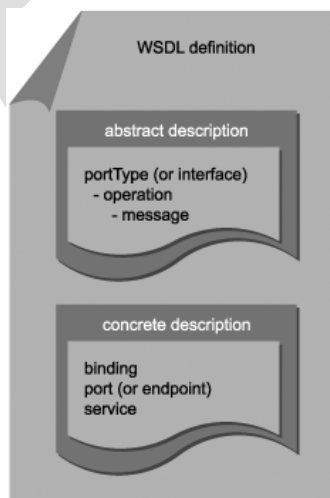 WSDL definition
abstract description
portType (or interface)
- operation
- message
concrete description
binding
port (or endpoint)
service